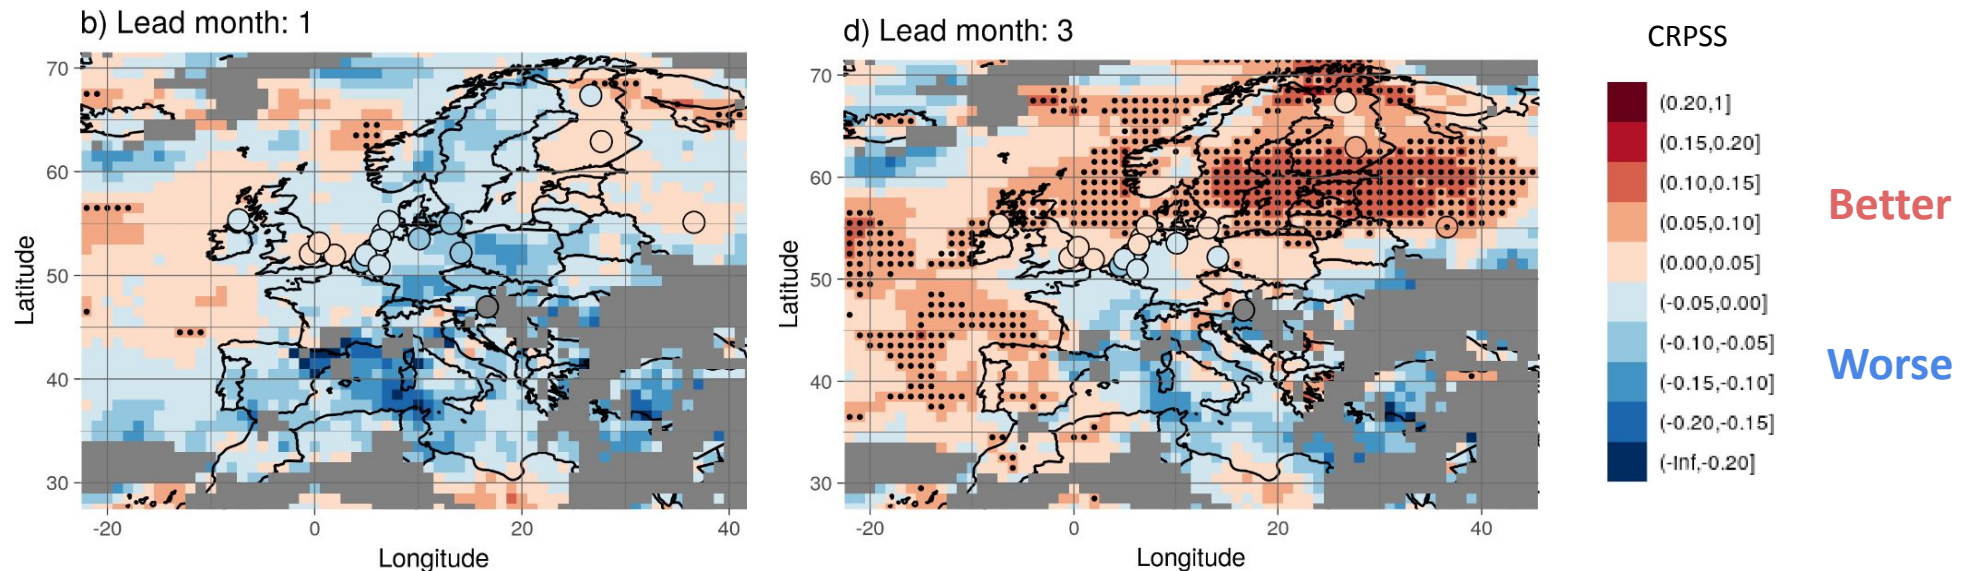 b) Lead month: 1
70
60
50
40
30
-20
0
20
40
Latitude
Longitude
d) Lead month: 3
70
60
50
40
30
-20
0
20
40
Latitude
Longitude
CRPSS
(0.20,1]
(0.15,0.20]
(0.10,0.15]
(0.05,0.10]
(0.00,0.05]
(-0.05,0.00]
(-0.10,-0.05]
(-0.15,-0.10]
(-0.20,-0.15]
(-Inf,-0.20]
Better
Worse